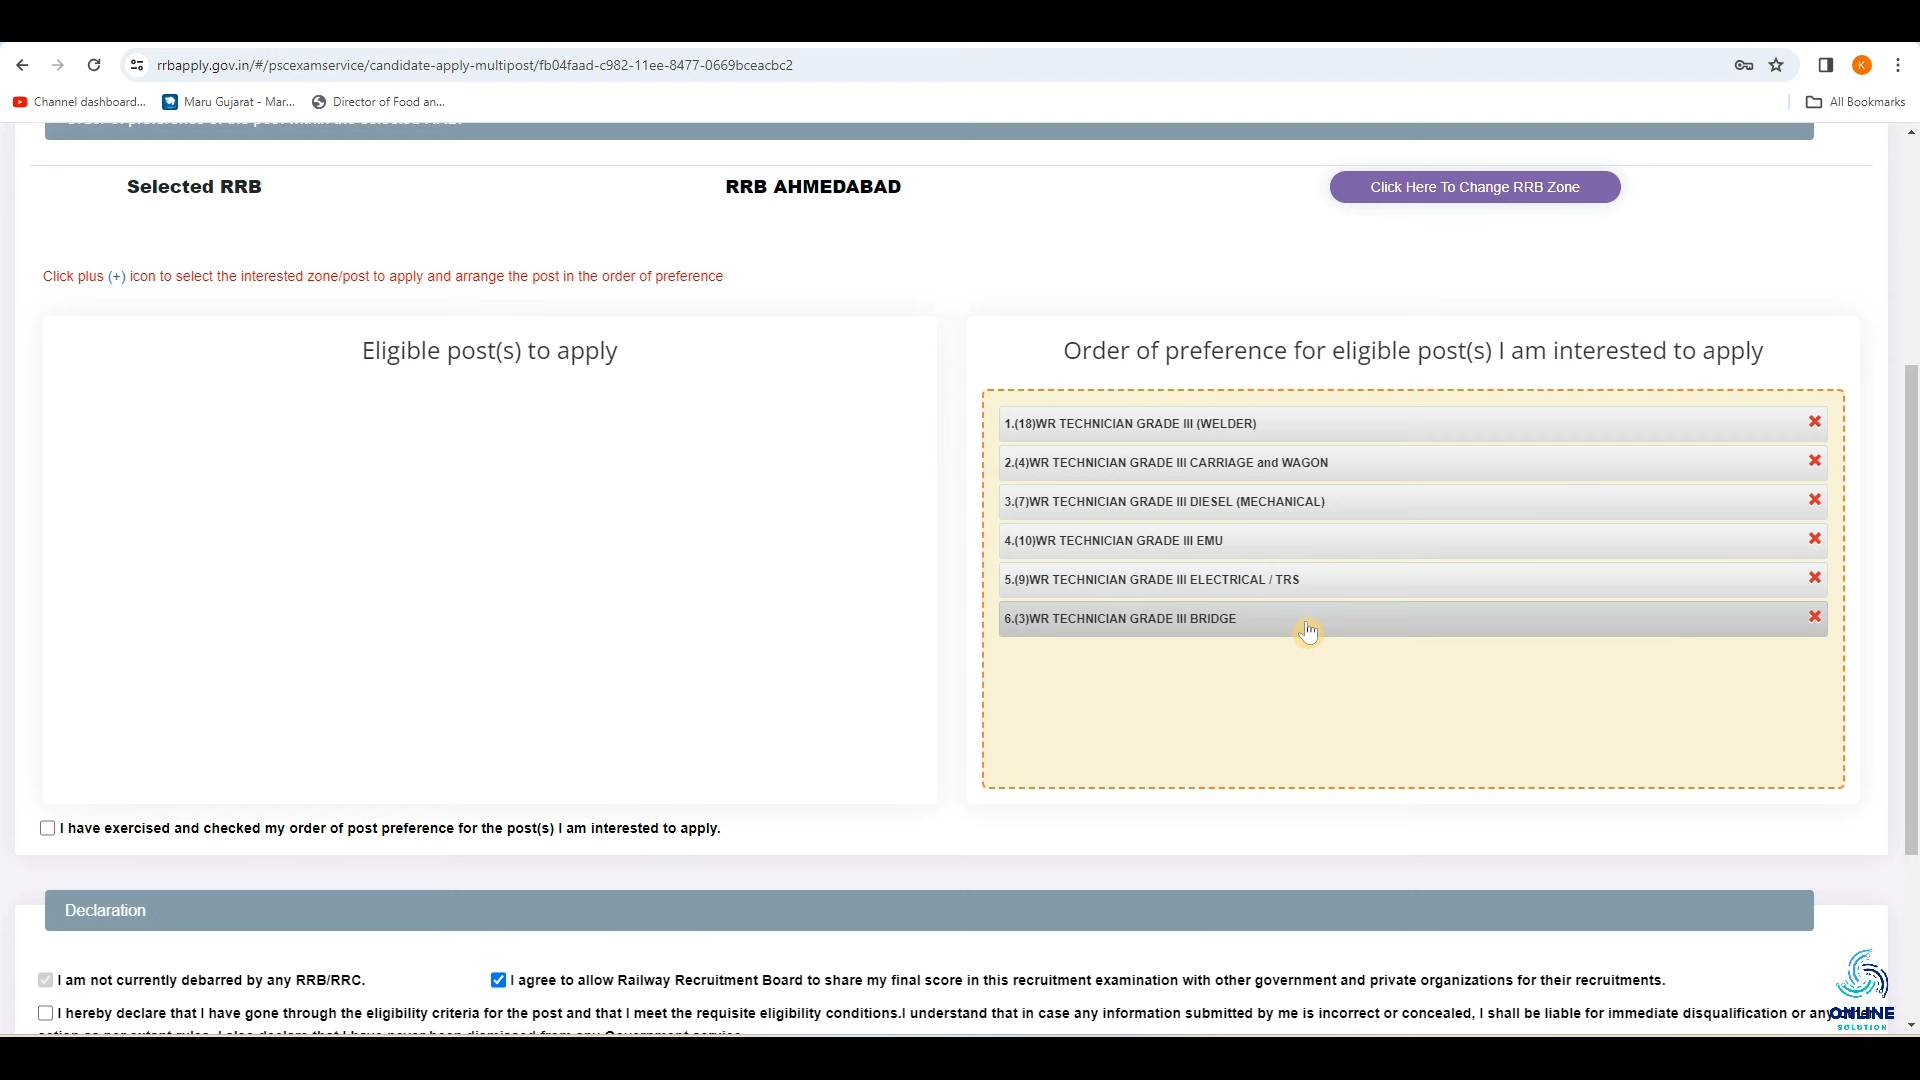 rrbapply.gov.in/#/pscexamservice/candidate-apply-multipost/fb04faad-c982-11ee-8477-0669bceacbc2
K
Channel dashboard...
Maru Gujarat - Mar...
Director of Food an...
All Bookmarks
Selected RRB
RRB AHMEDABAD
Click Here To Change RRB Zone
Click plus (+) icon to select the interested zone/post to apply and arrange the post in the order of preference
Eligible post(s) to apply
Order of preference for eligible post(s) I am interested to apply
1.(18)WR TECHNICIAN GRADE III (WELDER)
2.(4)WR TECHNICIAN GRADE III CARRIAGE and WAGON
3.(7)WR TECHNICIAN GRADE III DIESEL (MECHANICAL)
4.(10)WR TECHNICIAN GRADE III EMU
5.(9)WR TECHNICIAN GRADE III ELECTRICAL / TRS
6.(3)WR TECHNICIAN GRADE III BRIDGE
I have exercised and checked my order of post preference for the post(s) I am interested to apply.
Declaration
I am not currently debarred by any RRB/RRC.
I agree to allow Railway Recruitment Board to share my final score in this recruitment examination with other government and private organizations for their recruitments.
I hereby declare that I have gone through the eligibility criteria for the post and that I meet the requisite eligibility conditions.I understand that in case any information submitted by me is incorrect or concealed, I shall be liable for immediate disqualification or any
ONLINE
SOLUTION